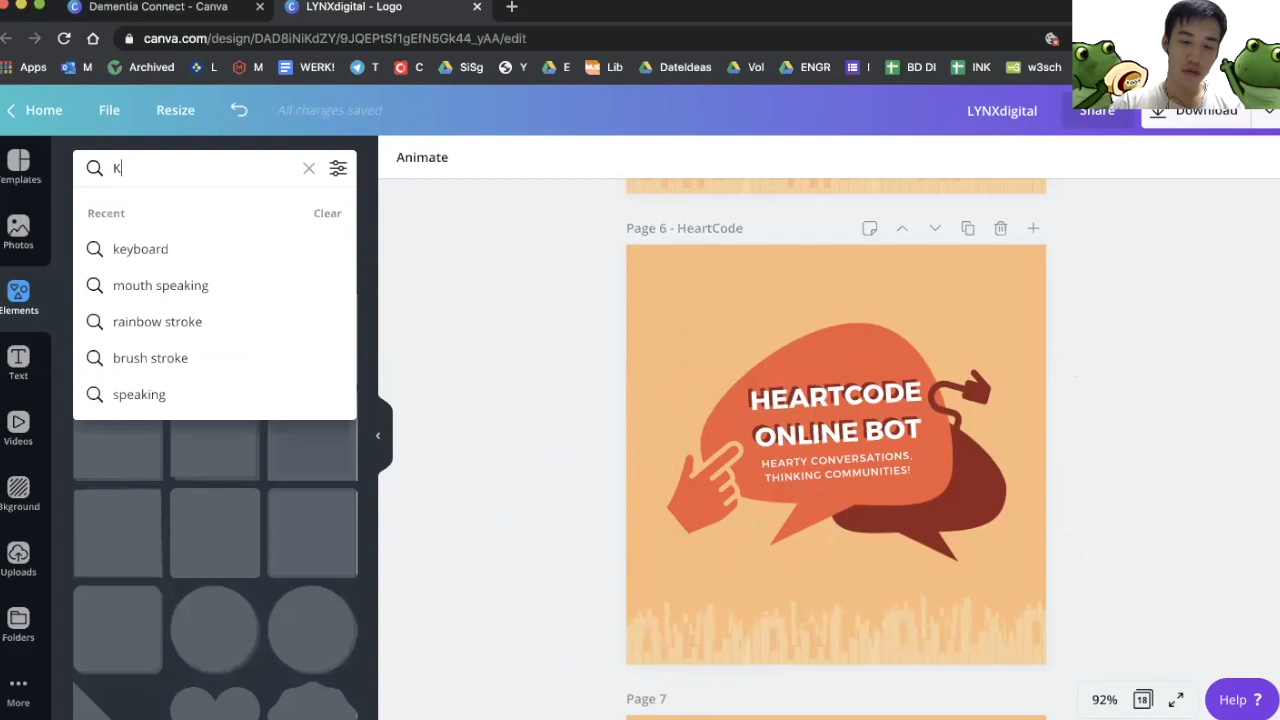 Dementia Connect - Canva
LYNXdigital - Logo
canva.com/design/DAD8iNiKdZY/9JQEPtSf1gEfN5Gk44_yAA/edit
Apps M Archived L M WERK! T C SiSg Y E Lib DateIdeas Vol ENGR I BD DI INK w3sch
Home File Resize All changes saved LYNXdigital Share Download
Templates
Photos
Elements
Text
Videos
Bkground
Uploads
Folders
More
K
Recent Clear
keyboard
mouth speaking
rainbow stroke
brush stroke
speaking
Animate
Page 6 - HeartCode
HEARTCODE
ONLINE BOT
HEARTY CONVERSATIONS.
THINKING COMMUNITIES!
Page 7
92% 18 Help ?